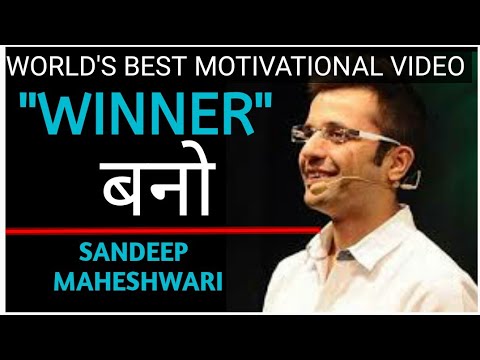 WORLD'S BEST MOTIVATIONAL VIDEO
"WINNER"
बनो
SANDEEP
MAHESHWARI